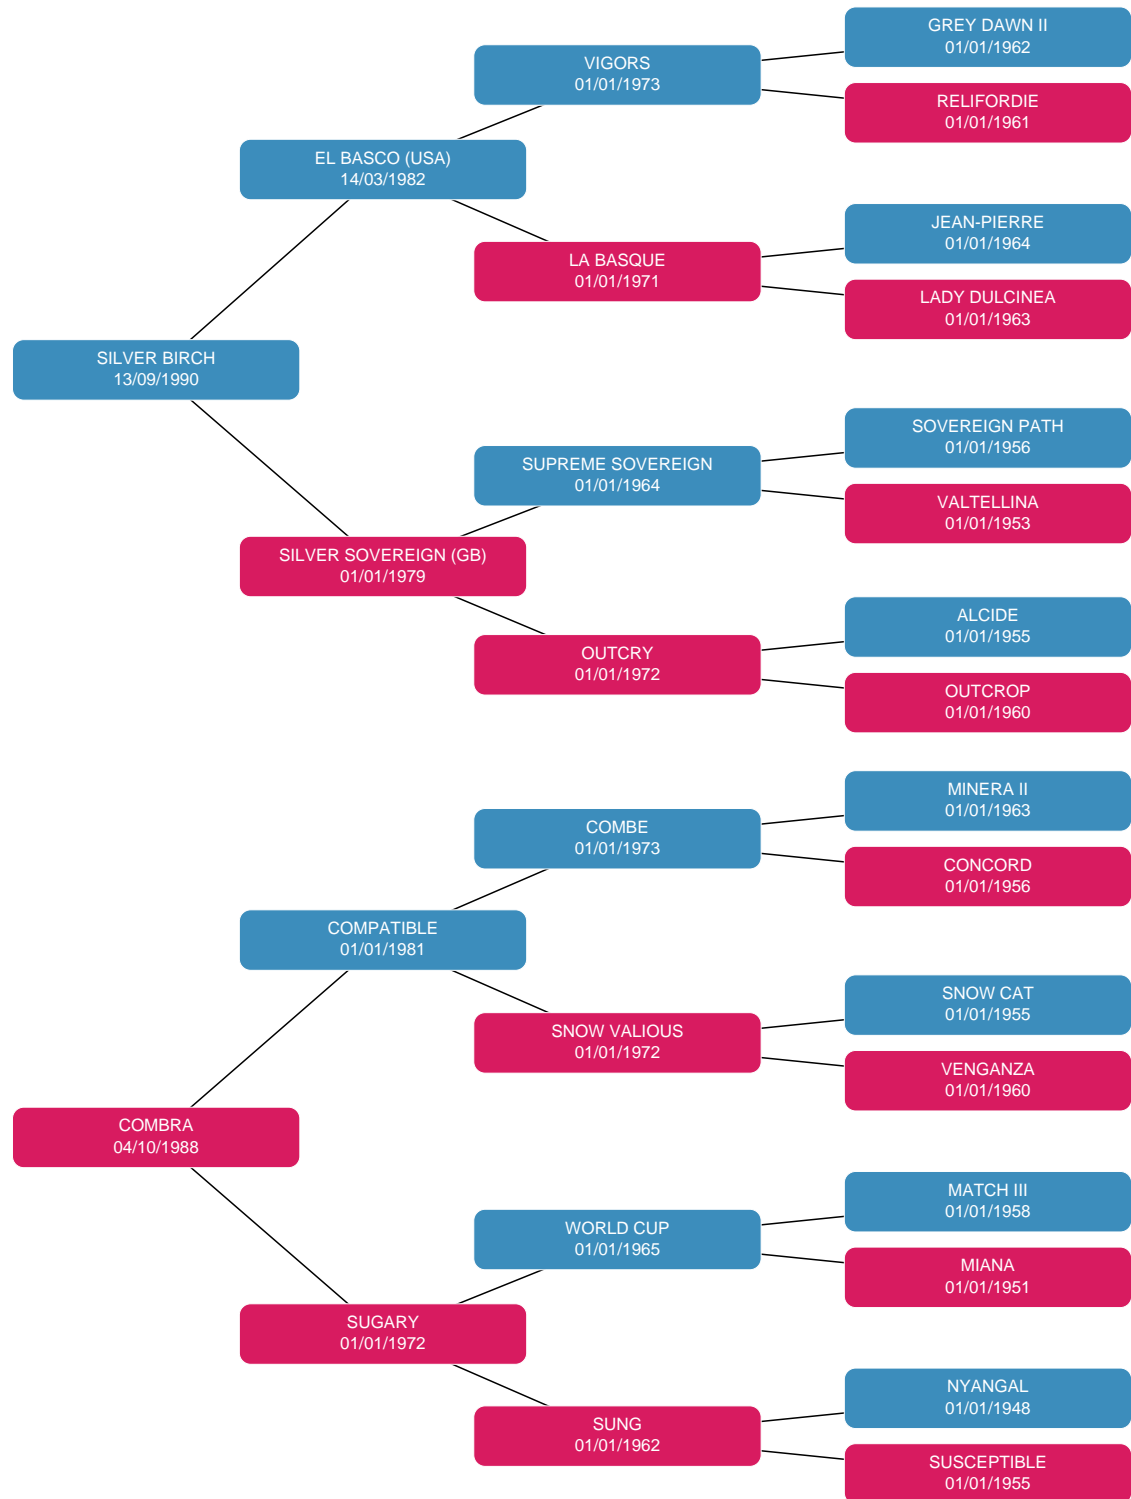 GREY DAWN II
01/01/1962
VIGORS
01/01/1973
RELIFORDIE
01/01/1961
EL BASCO (USA)
14/03/1982
JEAN-PIERRE
01/01/1964
LA BASQUE
01/01/1971
LADY DULCINEA
01/01/1963
SILVER BIRCH
13/09/1990
SOVEREIGN PATH
01/01/1956
SUPREME SOVEREIGN
01/01/1964
VALTELLINA
01/01/1953
SILVER SOVEREIGN (GB)
01/01/1979
ALCIDE
01/01/1955
OUTCRY
01/01/1972
OUTCROP
01/01/1960
MINERA II
01/01/1963
COMBE
01/01/1973
CONCORD
01/01/1956
COMPATIBLE
01/01/1981
SNOW CAT
01/01/1955
SNOW VALIOUS
01/01/1972
VENGANZA
01/01/1960
COMBRA
04/10/1988
MATCH III
01/01/1958
WORLD CUP
01/01/1965
MIANA
01/01/1951
SUGARY
01/01/1972
NYANGAL
01/01/1948
SUNG
01/01/1962
SUSCEPTIBLE
01/01/1955